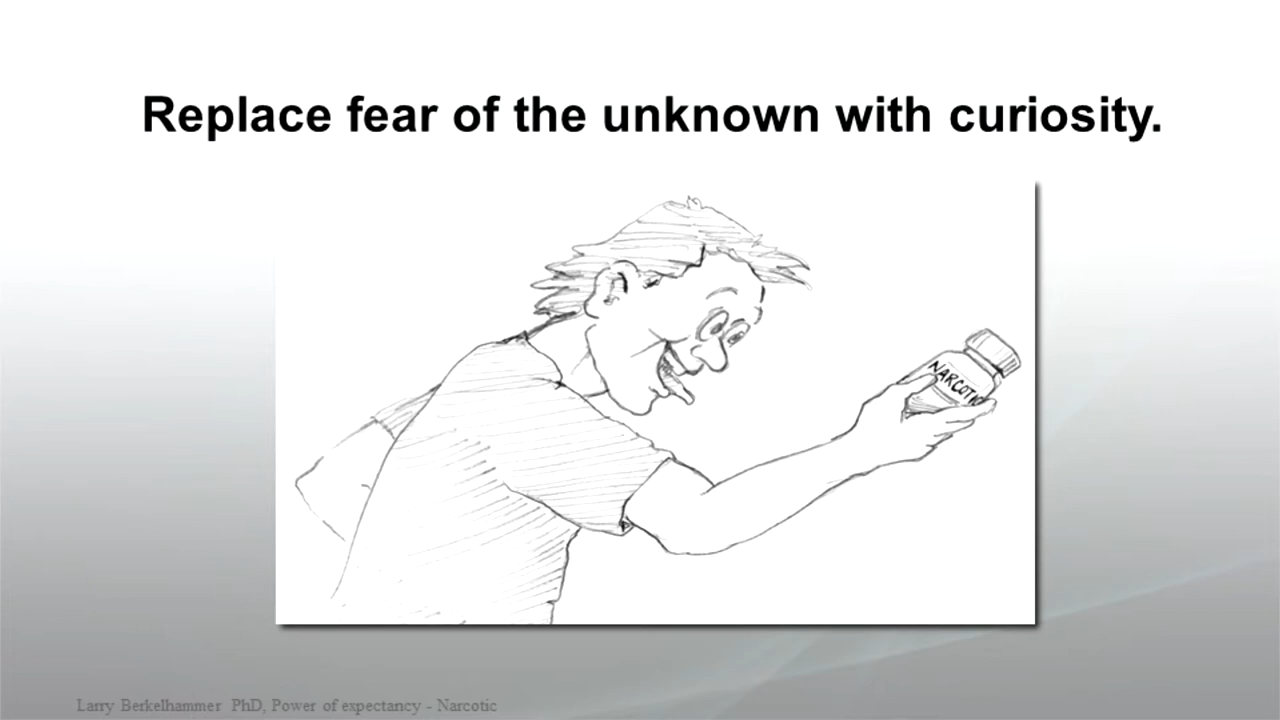 Replace fear of the unknown with curiosity.
NARCOTIC
Larry Berkelhammer PhD, Power of expectancy - Narcotic